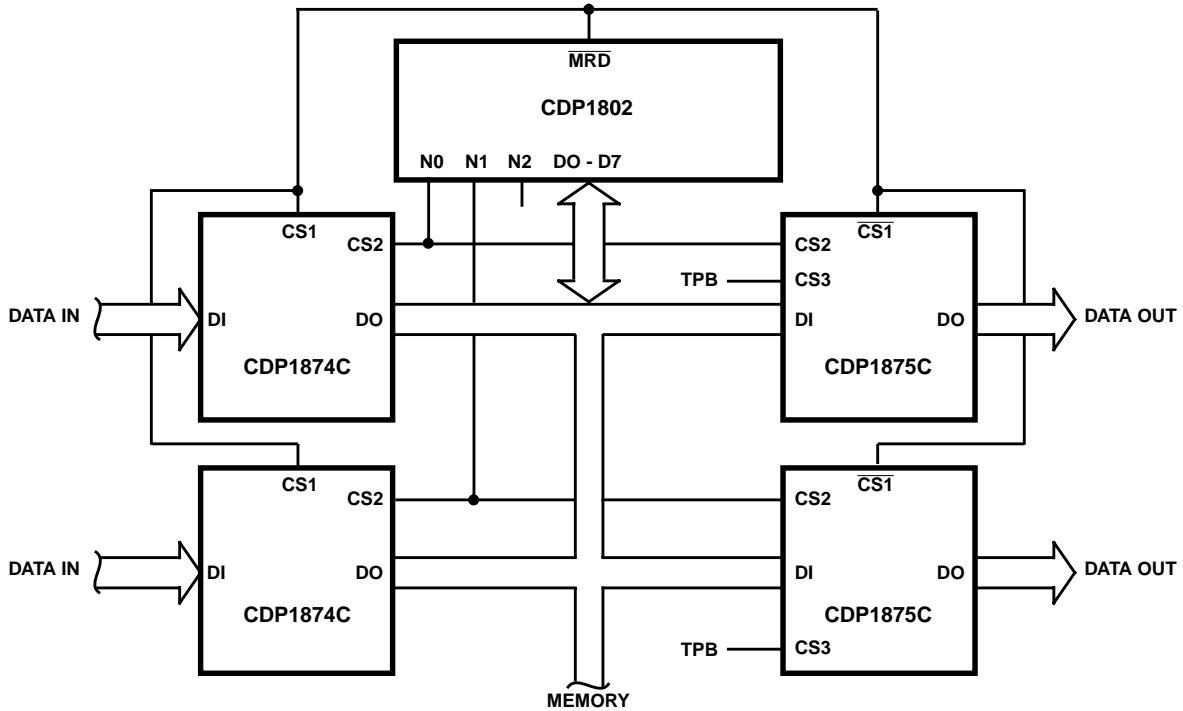 MRD
CDP1802
N0 N1 N2 DO - D7
CS1
CS2
DATA IN
DI
DO
CDP1874C
CS1
CS2
TPB
CS3
DI
DO
DATA OUT
CDP1875C
CS1
CS2
DATA IN
DI
DO
CDP1874C
CS1
CS2
DI
DO
DATA OUT
CDP1875C
TPB
CS3
MEMORY